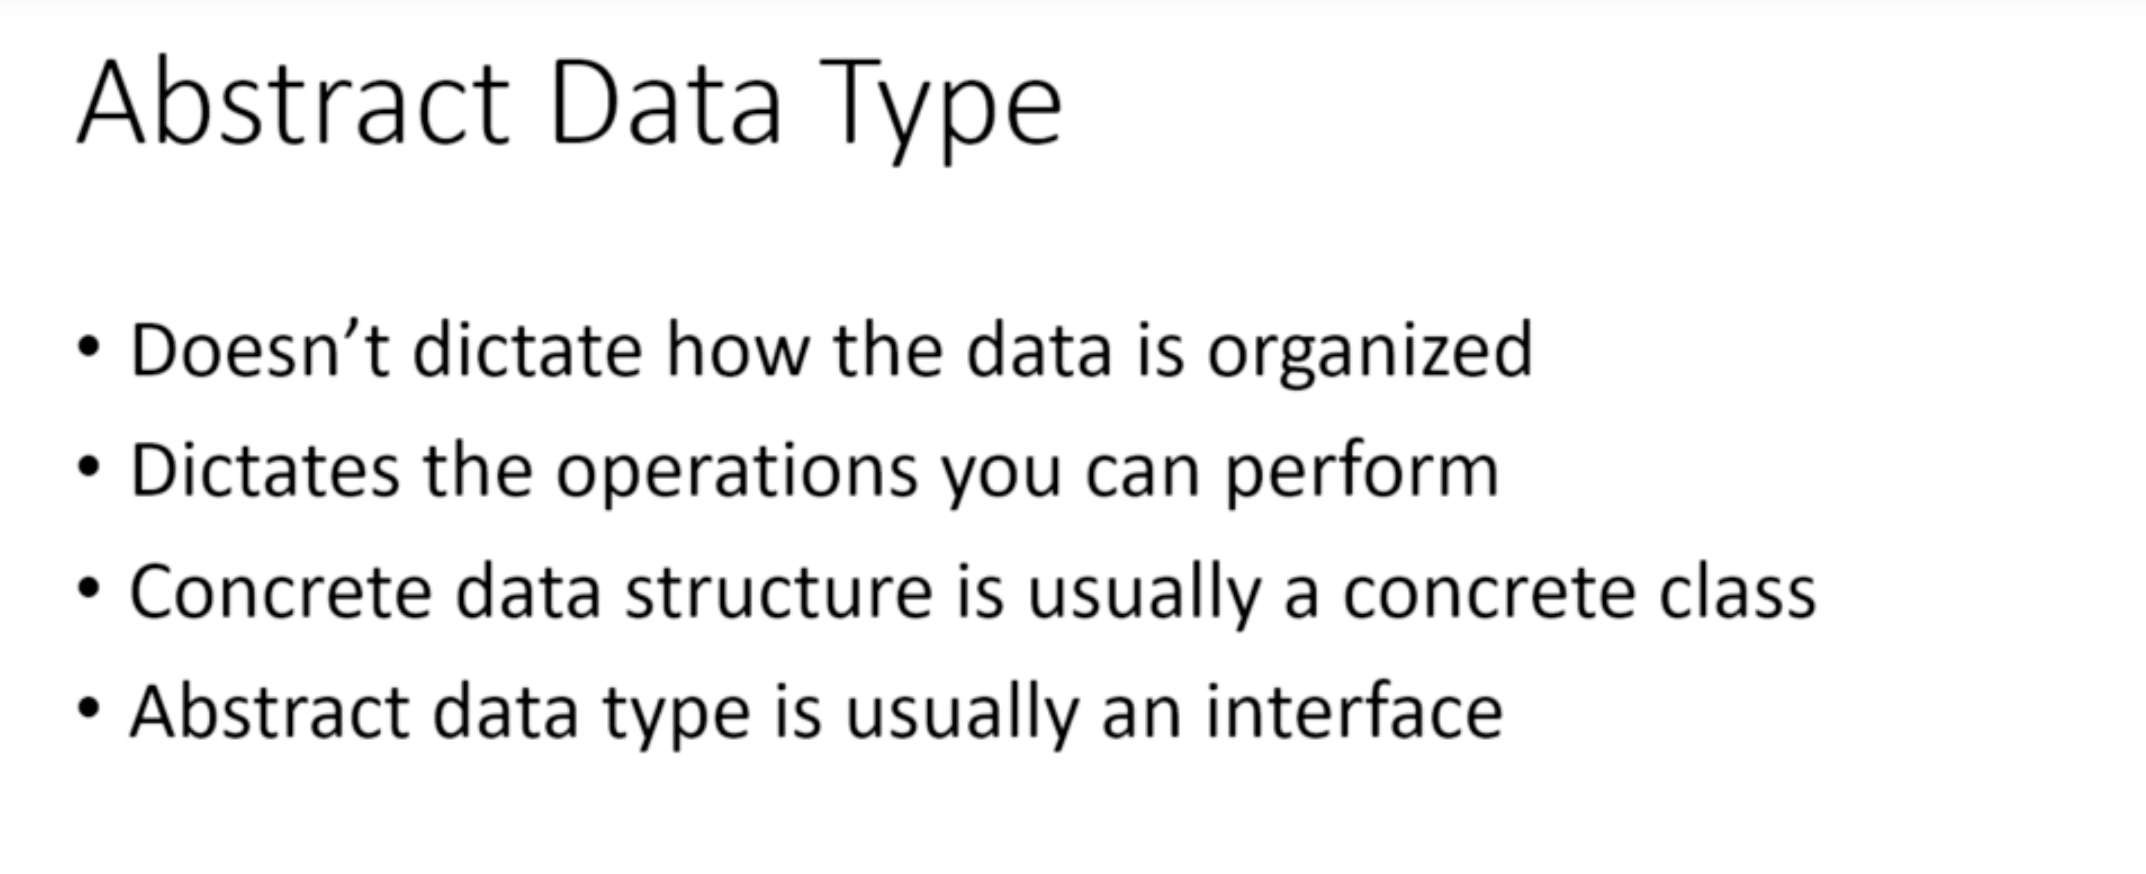 Abstract Data Type
• Doesn’t dictate how the data is organized
• Dictates the operations you can perform
• Concrete data structure is usually a concrete class
• Abstract data type is usually an interface